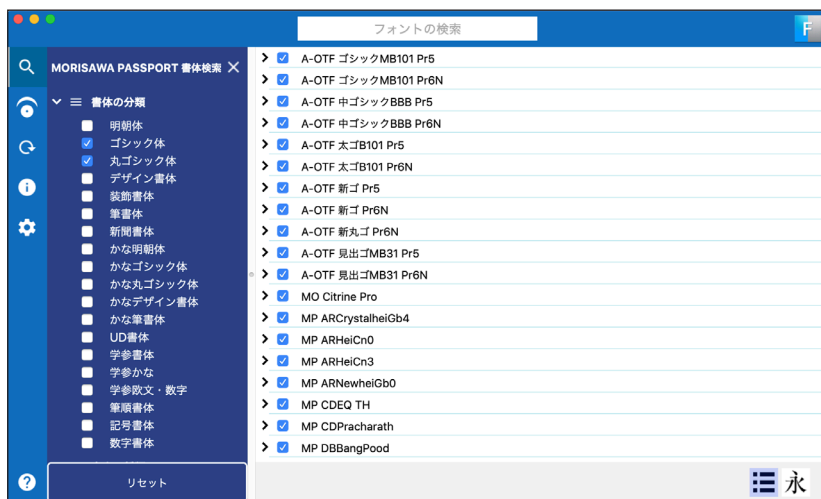 フォントの検索
F
MORISAWA PASSPORT 書体検索
書体の分類
明朝体
ゴシック体
丸ゴシック体
デザイン書体
装飾書体
筆書体
新聞書体
かな明朝体
かなゴシック体
かな丸ゴシック体
かなデザイン書体
かな筆書体
UD書体
学参書体
学参かな
学参欧文・数字
筆順書体
記号書体
数字書体
リセット
A-OTF ゴシックMB101 Pr5
A-OTF ゴシックMB101 Pr6N
A-OTF 中ゴシックBBB Pr5
A-OTF 中ゴシックBBB Pr6N
A-OTF 太ゴB101 Pr5
A-OTF 太ゴB101 Pr6N
A-OTF 新ゴ Pr5
A-OTF 新ゴ Pr6N
A-OTF 新丸ゴ Pr6N
A-OTF 見出ゴMB31 Pr5
A-OTF 見出ゴMB31 Pr6N
MO Citrine Pro
MP ARCrystalheiGb4
MP ARHeiCn0
MP ARHeiCn3
MP ARNewheiGb0
MP CDEQ TH
MP CDPracharath
MP DBBangPood
永